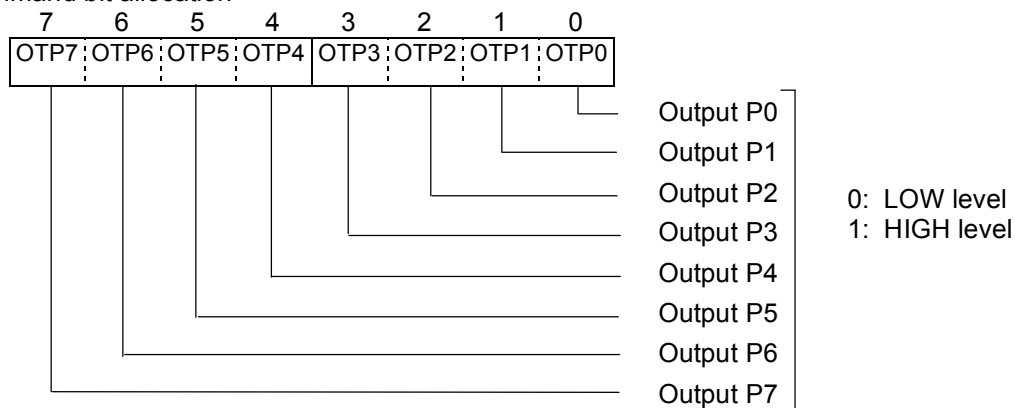 bit allocation
7 6 5 4 3 2 1 0
OTP7 OTP6 OTP5 OTP4 OTP3 OTP2 OTP1 OTP0
Output P0
Output P1
Output P2
Output P3
Output P4
Output P5
Output P6
Output P7
0: LOW level
1: HIGH level